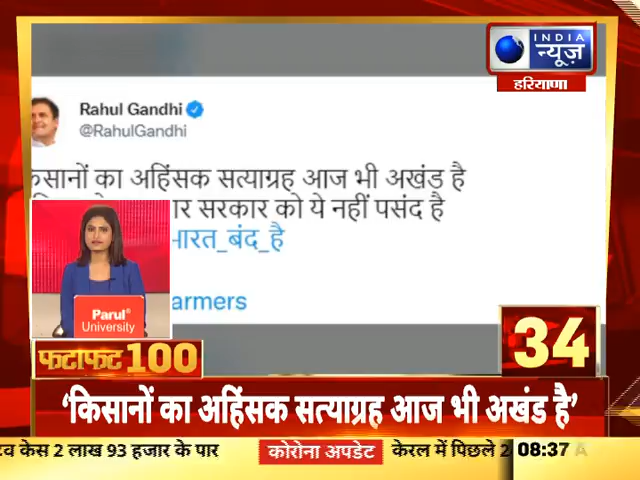 INDIA
न्यूज़
हरियाणा
Rahul Gandhi
@RahulGandhi
किसानों का अहिंसक सत्याग्रह आज भी अखंड है
सरकार को ये नहीं पसंद है
भारत_बंद_है
armers
Parul®
University
फटाफट 100
34
‘किसानों का अहिंसक सत्याग्रह आज भी अखंड है’
केस 2 लाख 93 हजार के पार
कोरोना अपडेट
केरल में पिछले 2
08:37 A